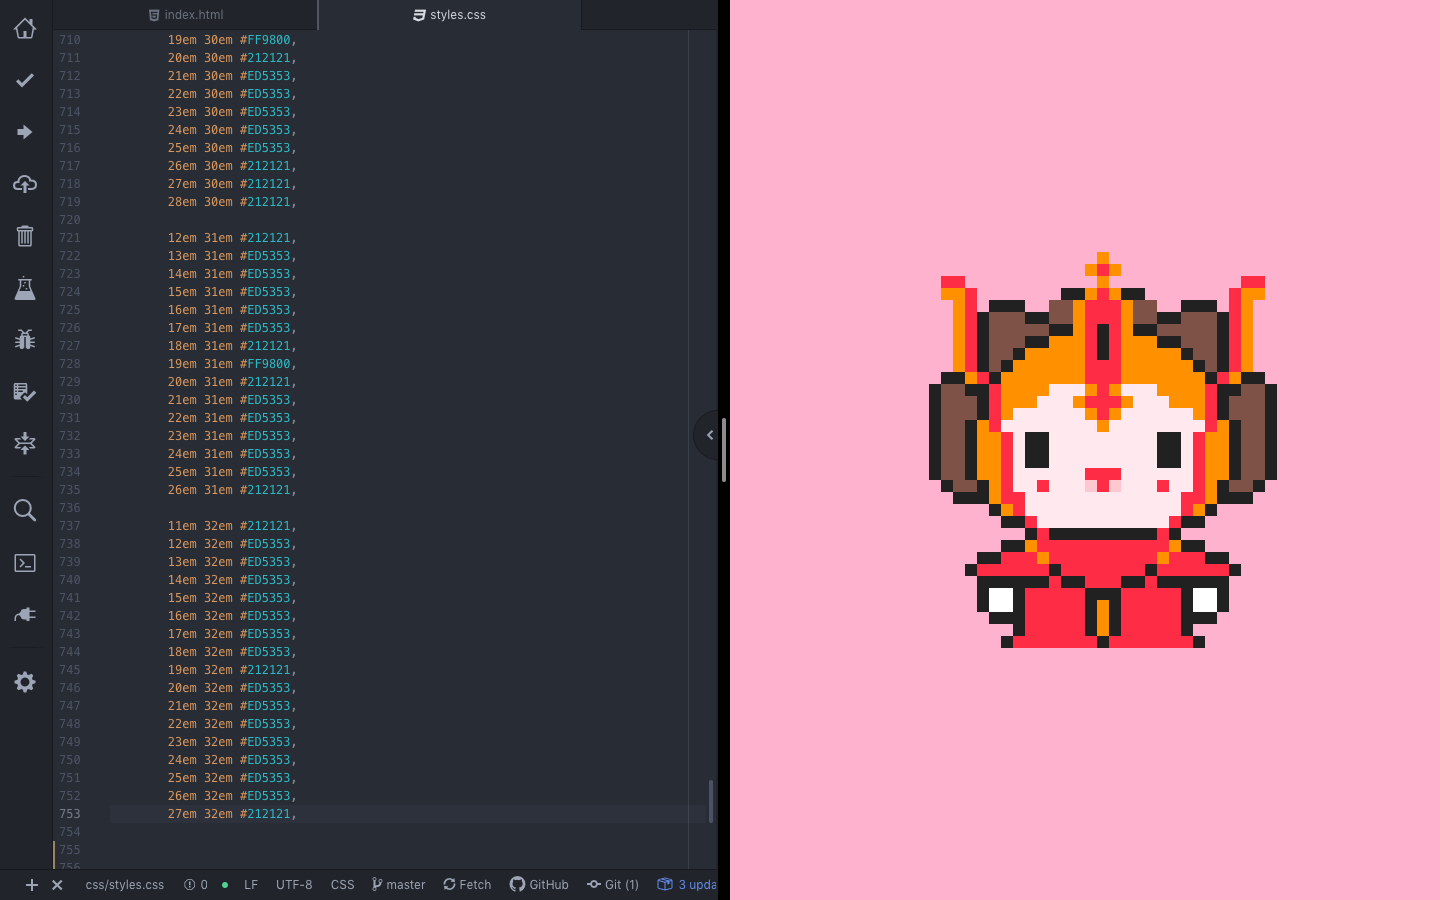 index.html
styles.css
710 19em 30em #FF9800,
711 20em 30em #212121,
712 21em 30em #ED5353,
713 22em 30em #ED5353,
714 23em 30em #ED5353,
715 24em 30em #ED5353,
716 25em 30em #ED5353,
717 26em 30em #212121,
718 27em 30em #212121,
719 28em 30em #212121,
720
721 12em 31em #212121,
722 13em 31em #ED5353,
723 14em 31em #ED5353,
724 15em 31em #ED5353,
725 16em 31em #ED5353,
726 17em 31em #ED5353,
727 18em 31em #212121,
728 19em 31em #FF9800,
729 20em 31em #212121,
730 21em 31em #ED5353,
731 22em 31em #ED5353,
732 23em 31em #ED5353,
733 24em 31em #ED5353,
734 25em 31em #ED5353,
735 26em 31em #212121,
736
737 11em 32em #212121,
738 12em 32em #ED5353,
739 13em 32em #ED5353,
740 14em 32em #ED5353,
741 15em 32em #ED5353,
742 16em 32em #ED5353,
743 17em 32em #ED5353,
744 18em 32em #ED5353,
745 19em 32em #212121,
746 20em 32em #ED5353,
747 21em 32em #ED5353,
748 22em 32em #ED5353,
749 23em 32em #ED5353,
750 24em 32em #ED5353,
751 25em 32em #ED5353,
752 26em 32em #ED5353,
753 27em 32em #212121,
754
755
756
css/styles.css 0 LF UTF-8 CSS master Fetch GitHub Git (1) 3 upda